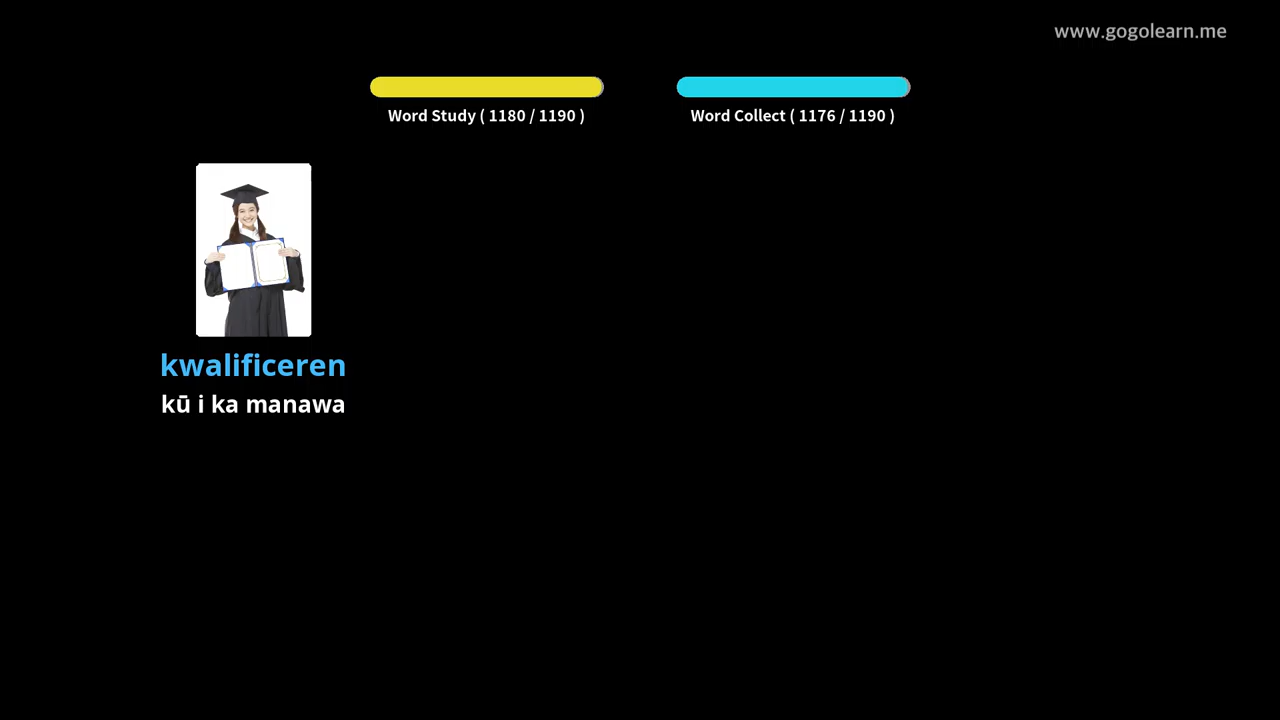 www.gogolearn.me
Word Study ( 1180 / 1190 )
Word Collect ( 1176 / 1190 )
kwalificeren
kū i ka manawa